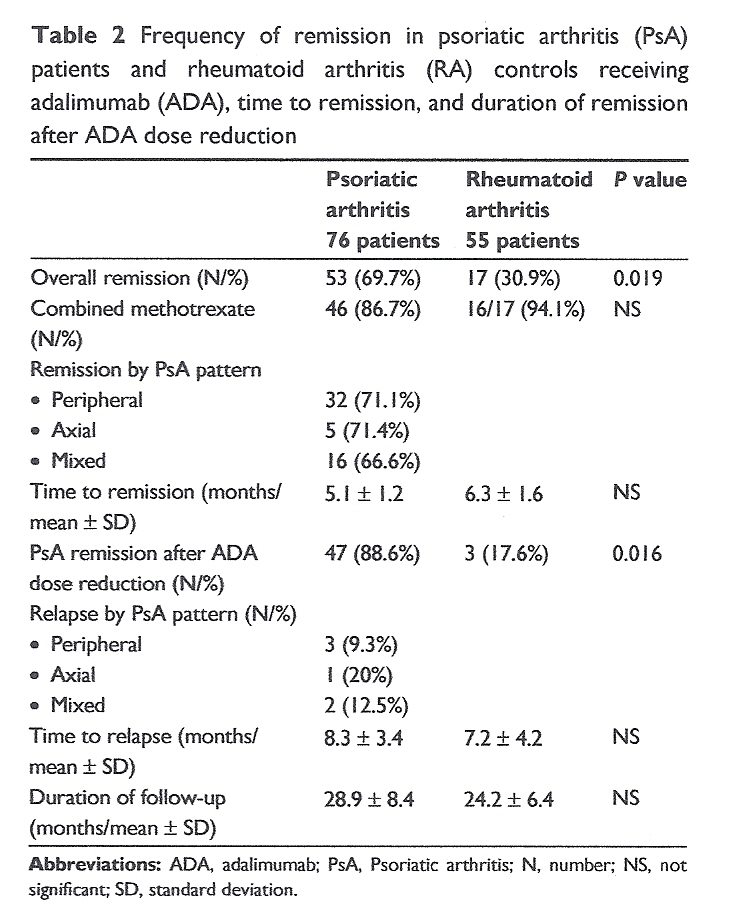 Table 2 Frequency of remission in psoriatic arthritis (PsA)
patients and rheumatoid arthritis (RA) controls receiving
adalimumab (ADA), time to remission, and duration of remission
after ADA dose reduction
Psoriatic arthritis 76 patients Rheumatoid arthritis 55 patients P value
Overall remission (N/%) 53 (69.7%) 17 (30.9%) 0.019
Combined methotrexate 46 (86.7%) 16/17 (94.1%) NS
(N/%)
Remission by PsA pattern
• Peripheral 32 (71.1%)
• Axial 5 (71.4%)
• Mixed 16 (66.6%)
Time to remission (months/ 5.1 ± 1.2 6.3 ± 1.6 NS
mean ± SD)
PsA remission after ADA 47 (88.6%) 3 (17.6%) 0.016
dose reduction (N/%)
Relapse by PsA pattern (N/%)
• Peripheral 3 (9.3%)
• Axial 1 (20%)
• Mixed 2 (12.5%)
Time to relapse (months/ 8.3 ± 3.4 7.2 ± 4.2 NS
mean ± SD)
Duration of follow-up 28.9 ± 8.4 24.2 ± 6.4 NS
(months/mean ± SD)
Abbreviations: ADA, adalimumab; PsA, Psoriatic arthritis; N, number; NS, not
significant; SD, standard deviation.